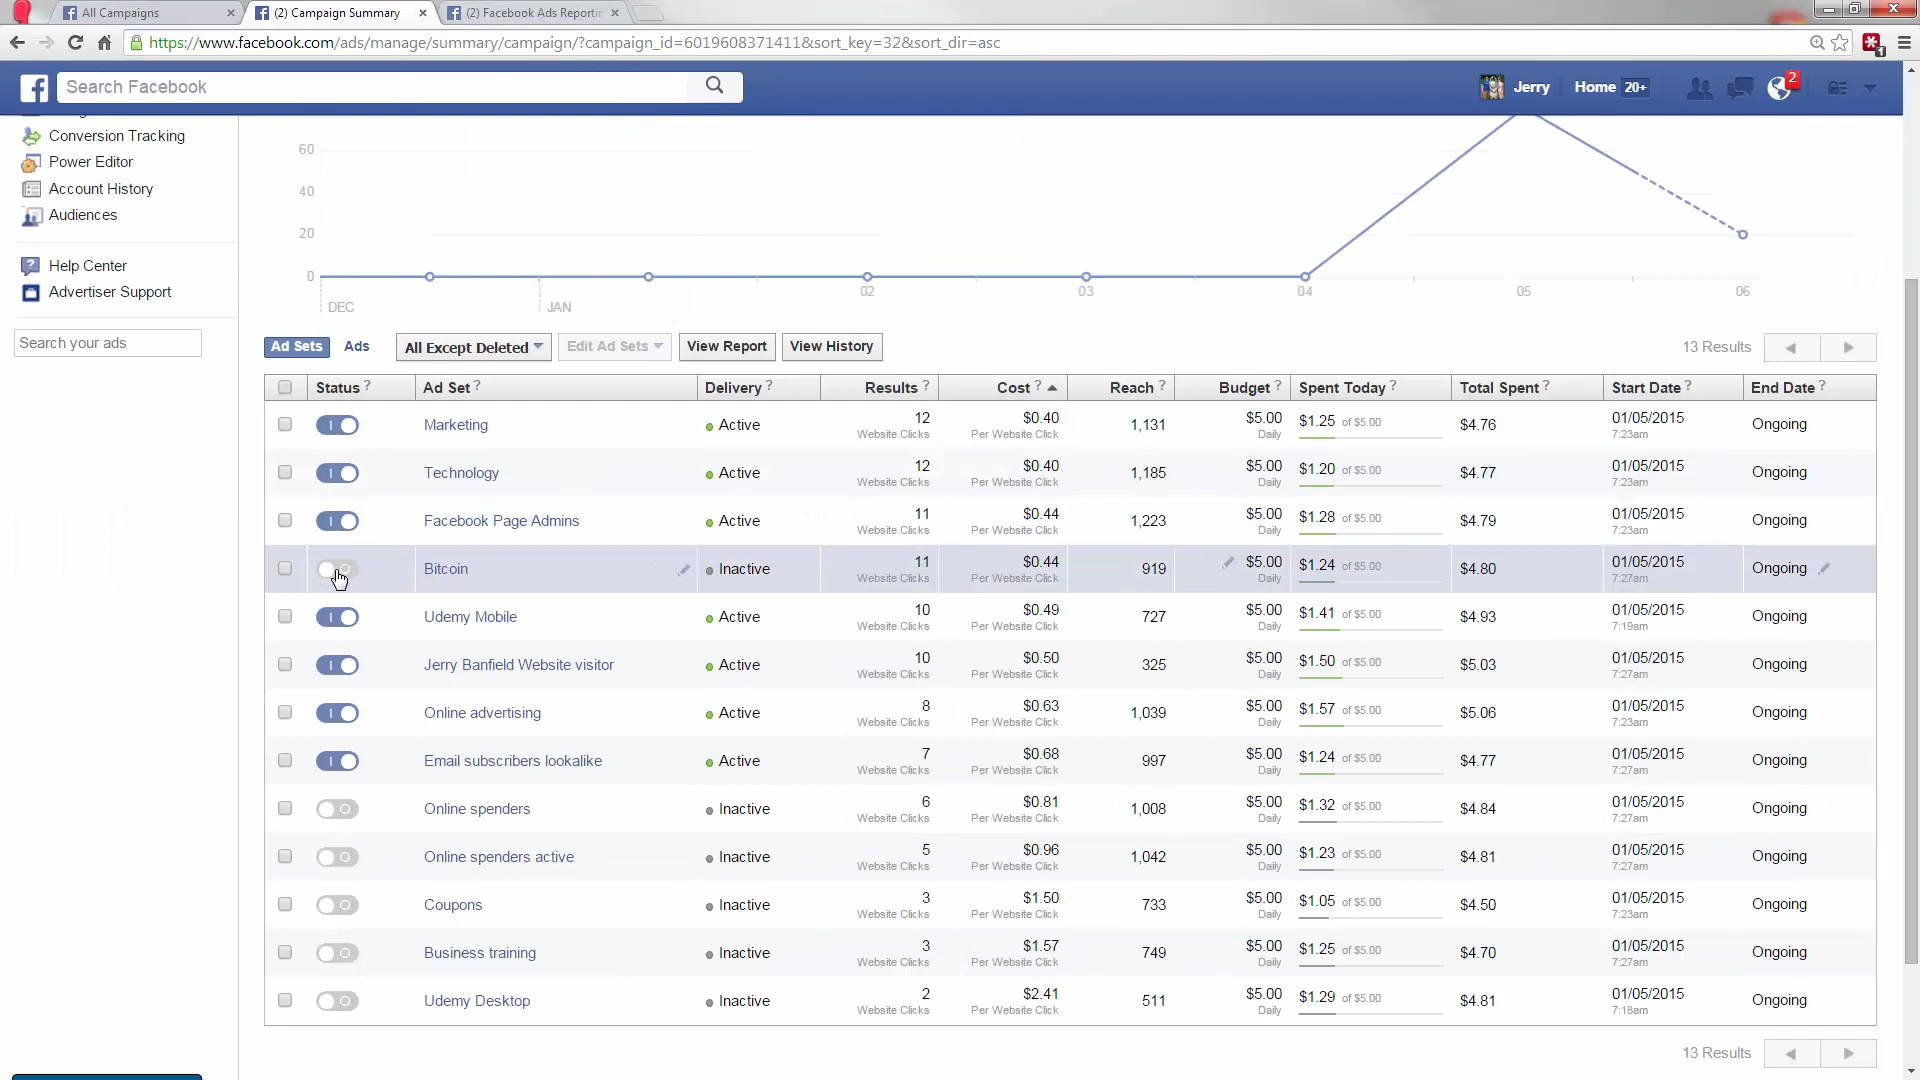 All Campaigns
(2) Campaign Summary
(2) Facebook Ads Reportin
https://www.facebook.com/ads/manage/summary/campaign/?campaign_id=6019608371411&sort_key=32&sort_dir=asc
1
Search Facebook
Jerry
Home 20+
2
Conversion Tracking
Power Editor
Account History
Audiences
Help Center
Advertiser Support
Search your ads
60
40
20
0
DEC
JAN
02
03
04
05
06
Ad Sets
Ads
All Except Deleted
Edit Ad Sets
View Report
View History
13 Results
Status ? Ad Set ? Delivery ? Results ? Cost ? Reach ? Budget ? Spent Today ? Total Spent ? Start Date ? End Date ?
Marketing Active 12 $0.40 1,131 $5.00 $1.25 of $5.00 $4.76 01/05/2015 Ongoing
Website Clicks Per Website Click Daily 7:23am
Technology Active 12 $0.40 1,185 $5.00 $1.20 of $5.00 $4.77 01/05/2015 Ongoing
Website Clicks Per Website Click Daily 7:23am
Facebook Page Admins Active 11 $0.44 1,223 $5.00 $1.28 of $5.00 $4.79 01/05/2015 Ongoing
Website Clicks Per Website Click Daily 7:23am
Bitcoin Inactive 11 $0.44 919 $5.00 $1.24 of $5.00 $4.80 01/05/2015 Ongoing
Website Clicks Per Website Click Daily 7:27am
Udemy Mobile Active 10 $0.49 727 $5.00 $1.41 of $5.00 $4.93 01/05/2015 Ongoing
Website Clicks Per Website Click Daily 7:19am
Jerry Banfield Website visitor Active 10 $0.50 325 $5.00 $1.50 of $5.00 $5.03 01/05/2015 Ongoing
Website Clicks Per Website Click Daily 7:27am
Online advertising Active 8 $0.63 1,039 $5.00 $1.57 of $5.00 $5.06 01/05/2015 Ongoing
Website Clicks Per Website Click Daily 7:23am
Email subscribers lookalike Active 7 $0.68 997 $5.00 $1.24 of $5.00 $4.77 01/05/2015 Ongoing
Website Clicks Per Website Click Daily 7:27am
Online spenders Inactive 6 $0.81 1,008 $5.00 $1.32 of $5.00 $4.84 01/05/2015 Ongoing
Website Clicks Per Website Click Daily 7:27am
Online spenders active Inactive 5 $0.96 1,042 $5.00 $1.23 of $5.00 $4.81 01/05/2015 Ongoing
Website Clicks Per Website Click Daily 7:27am
Coupons Inactive 3 $1.50 733 $5.00 $1.05 of $5.00 $4.50 01/05/2015 Ongoing
Website Clicks Per Website Click Daily 7:23am
Business training Inactive 3 $1.57 749 $5.00 $1.25 of $5.00 $4.70 01/05/2015 Ongoing
Website Clicks Per Website Click Daily 7:27am
Udemy Desktop Inactive 2 $2.41 511 $5.00 $1.29 of $5.00 $4.81 01/05/2015 Ongoing
Website Clicks Per Website Click Daily 7:18am
13 Results